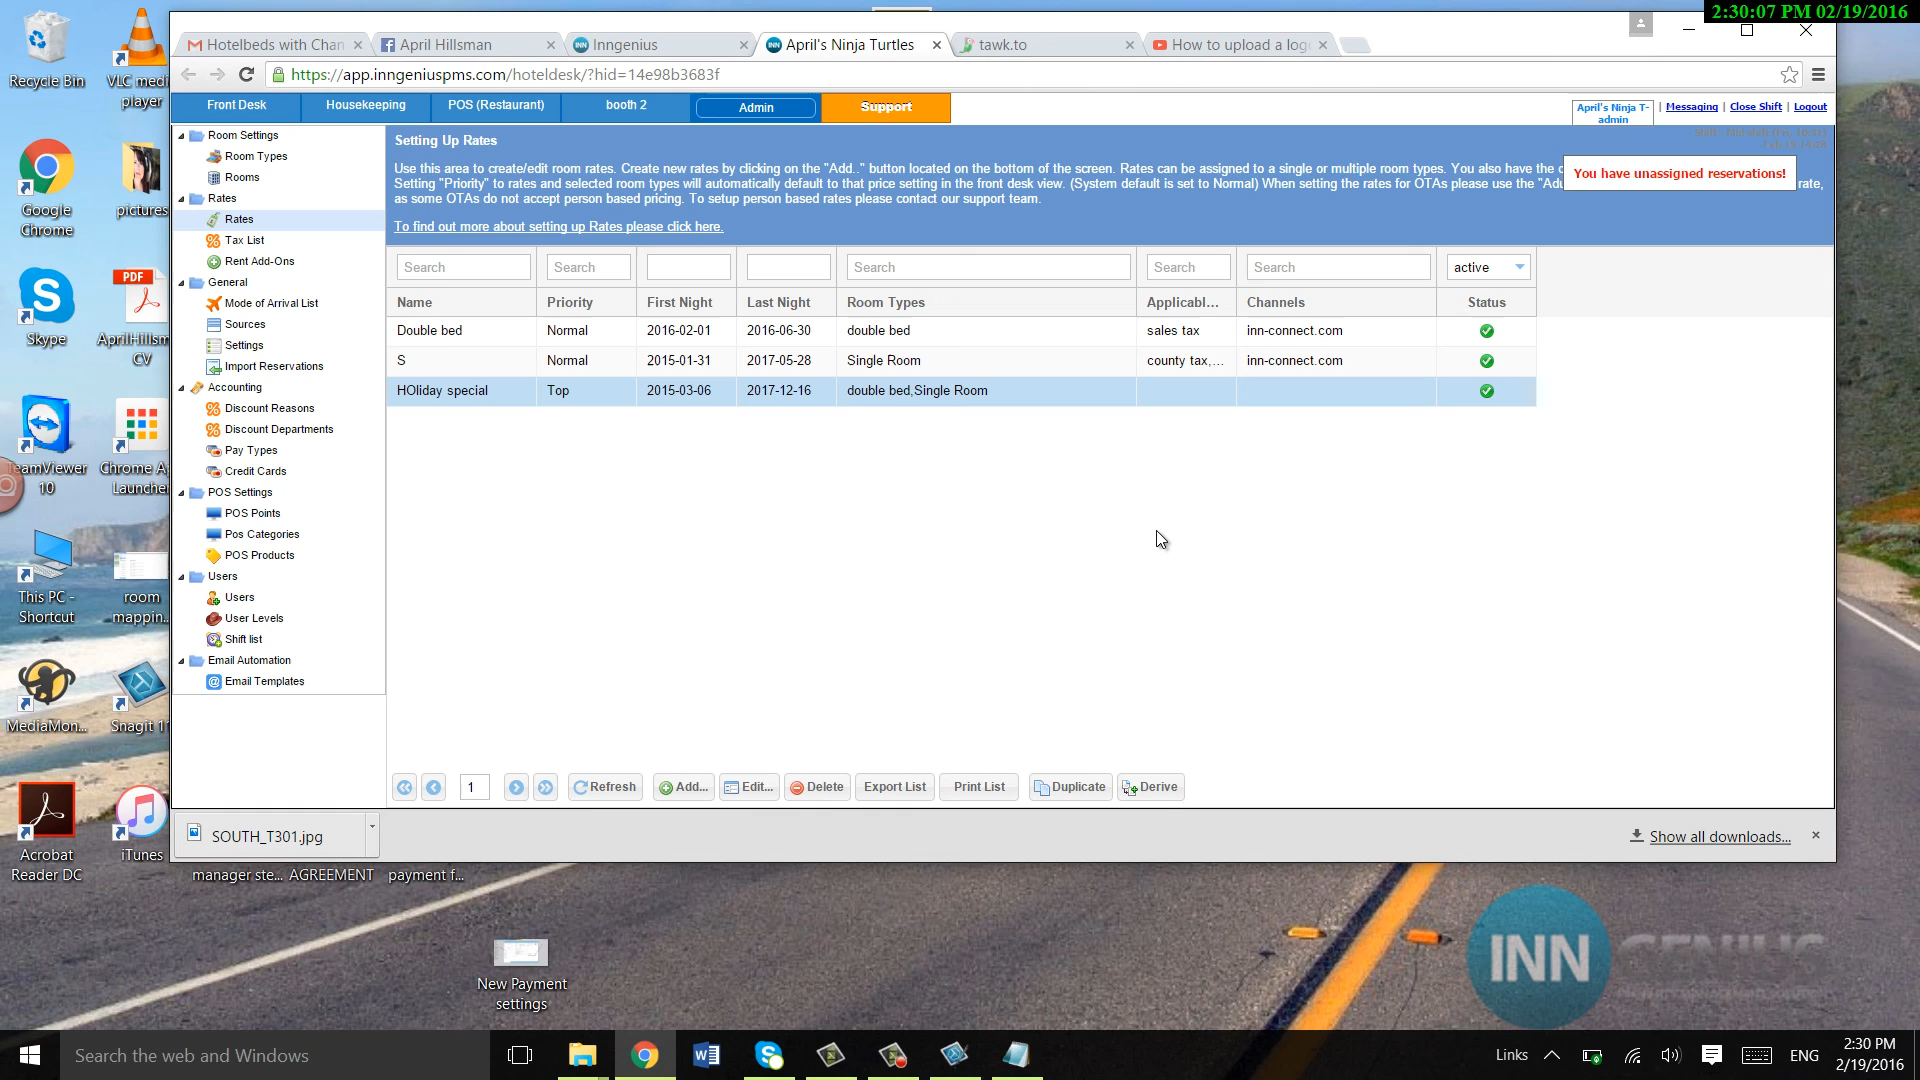 2:30:07 PM 02/19/2016
Recycle Bin
VLC medi
player
Google
Chrome
pictures
Skype
AprilHillsm
CV
TeamViewer
10
Chrome A
Launcher
This PC -
Shortcut
room
mappin...
MediaMon...
Snagit 1
Acrobat
Reader DC
iTunes
Hotelbeds with Chan
April Hillsman
Inngenius
April's Ninja Turtles
tawk.to
How to upload a log
https://app.inngeniuspms.com/hoteldesk/?hid=14e98b3683f
Front Desk
Housekeeping
POS (Restaurant)
booth 2
Admin
Support
April's Ninja T-
admin
| Messaging | Close Shift | Logout
Room Settings
Room Types
Rooms
Rates
Rates
Tax List
Rent Add-Ons
General
Mode of Arrival List
Sources
Settings
Import Reservations
Accounting
Discount Reasons
Discount Departments
Pay Types
Credit Cards
POS Settings
POS Points
Pos Categories
POS Products
Users
Users
User Levels
Shift list
Email Automation
Email Templates
Setting Up Rates
Use this area to create/edit room rates. Create new rates by clicking on the "Add.." button located on the bottom of the screen. Rates can be assigned to a single or multiple room types. You also have the
Setting "Priority" to rates and selected room types will automatically default to that price setting in the front desk view. (System default is set to Normal) When setting the rates for OTAs please use the "Ad rate,
as some OTAs do not accept person based pricing. To setup person based rates please contact our support team.
To find out more about setting up Rates please click here.
You have unassigned reservations!
Search Search Search Search Search active
Name Priority First Night Last Night Room Types Applicabl... Channels Status
Double bed Normal 2016-02-01 2016-06-30 double bed sales tax inn-connect.com
S Normal 2015-01-31 2017-05-28 Single Room county tax,... inn-connect.com
HOliday special Top 2015-03-06 2017-12-16 double bed,Single Room
1 Refresh Add... Edit... Delete Export List Print List Duplicate Derive
SOUTH_T301.jpg
Show all downloads...
manager ste... AGREEMENT payment f...
New Payment
settings
INN GENIUS
Search the web and Windows
Links
ENG
2:30 PM
2/19/2016